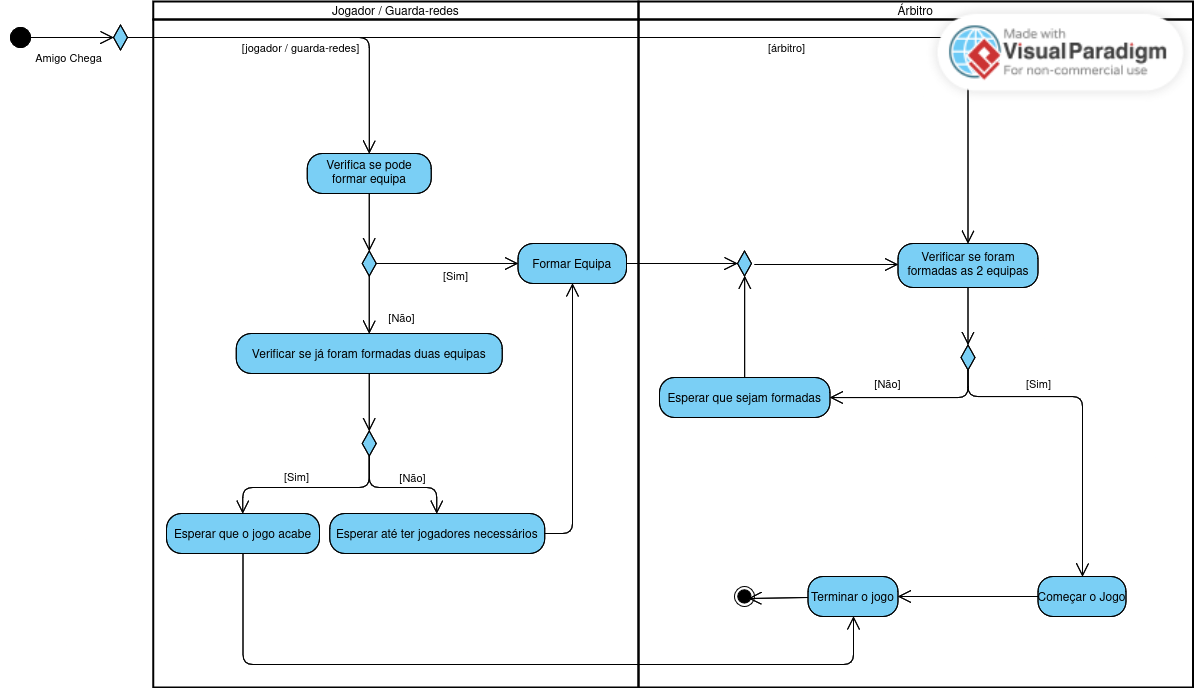 Jogador / Guarda-redes
Árbitro
Made with
Visual Paradigm
For non-commercial use
Amigo Chega
[jogador / guarda-redes]
[árbitro]
Verifica se pode
formar equipa
[Sim]
Formar Equipa
Verificar se foram
formadas as 2 equipas
[Não]
Verificar se já foram formadas duas equipas
[Não]
[Sim]
Esperar que sejam formadas
[Sim]
[Não]
Esperar que o jogo acabe
Esperar até ter jogadores necessários
Terminar o jogo
Começar o Jogo